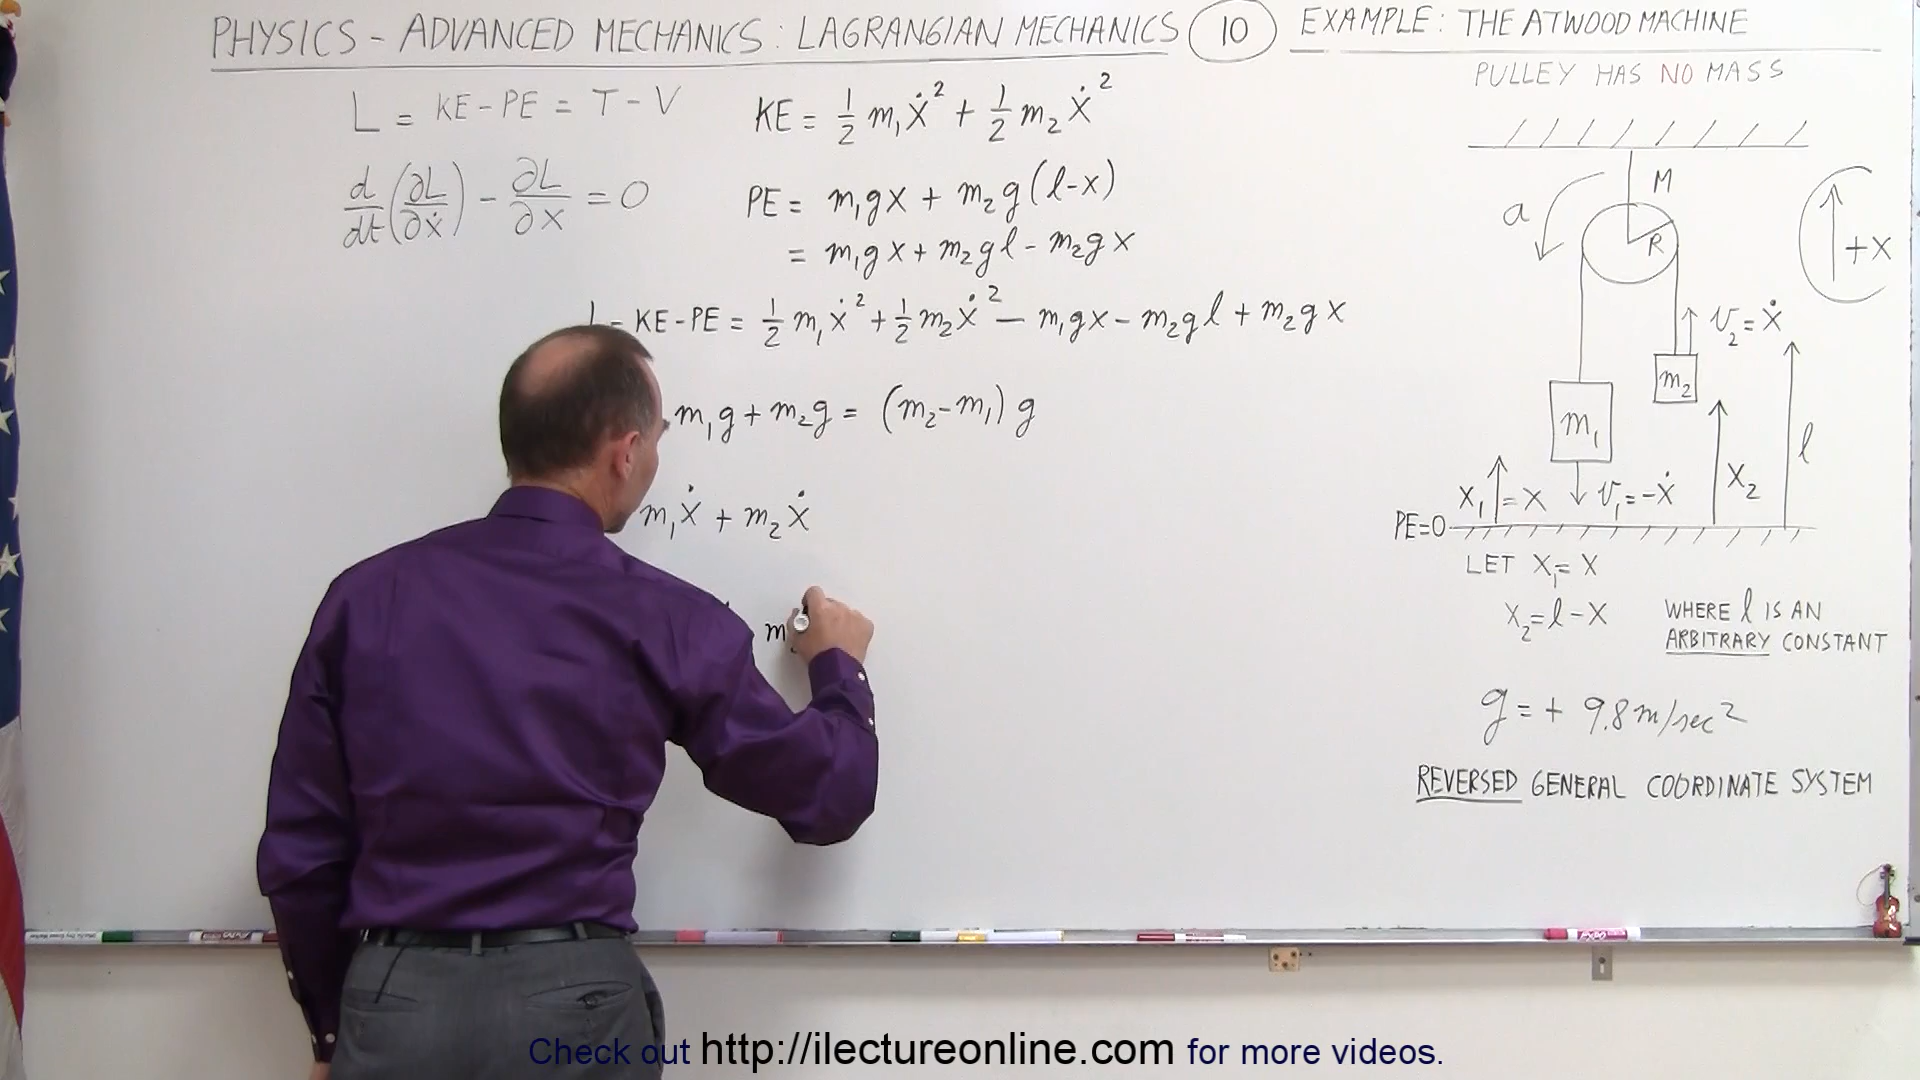 PHYSICS - ADVANCED MECHANICS: LAGRANGIAN MECHANICS 10 EXAMPLE: THE ATWOOD MACHINE
PULLEY HAS NO MASS
L = KE - PE = T - V
d/dt (∂L/∂ẋ) - ∂L/∂x = 0
KE = 1/2 m₁ẋ² + 1/2 m₂ẋ²
PE = m₁gx + m₂g(l-x)
= m₁gx + m₂gl - m₂gx
L = KE-PE = 1/2 m₁ẋ² + 1/2 m₂ẋ² - m₁gx - m₂gl + m₂gx
m₁g + m₂g = (m₂-m₁)g
m₁ẋ + m₂ẋ
m
M
a
R
+x
v₂ = ẋ
m₂
m₁
l
x₂
x₁ = x
v₁ = -ẋ
PE=0
LET x₁ = x
x₂ = l - x
WHERE l IS AN
ARBITRARY CONSTANT
g = + 9.8 m/sec²
REVERSED GENERAL COORDINATE SYSTEM
Check out http://ilectureonline.com for more videos.